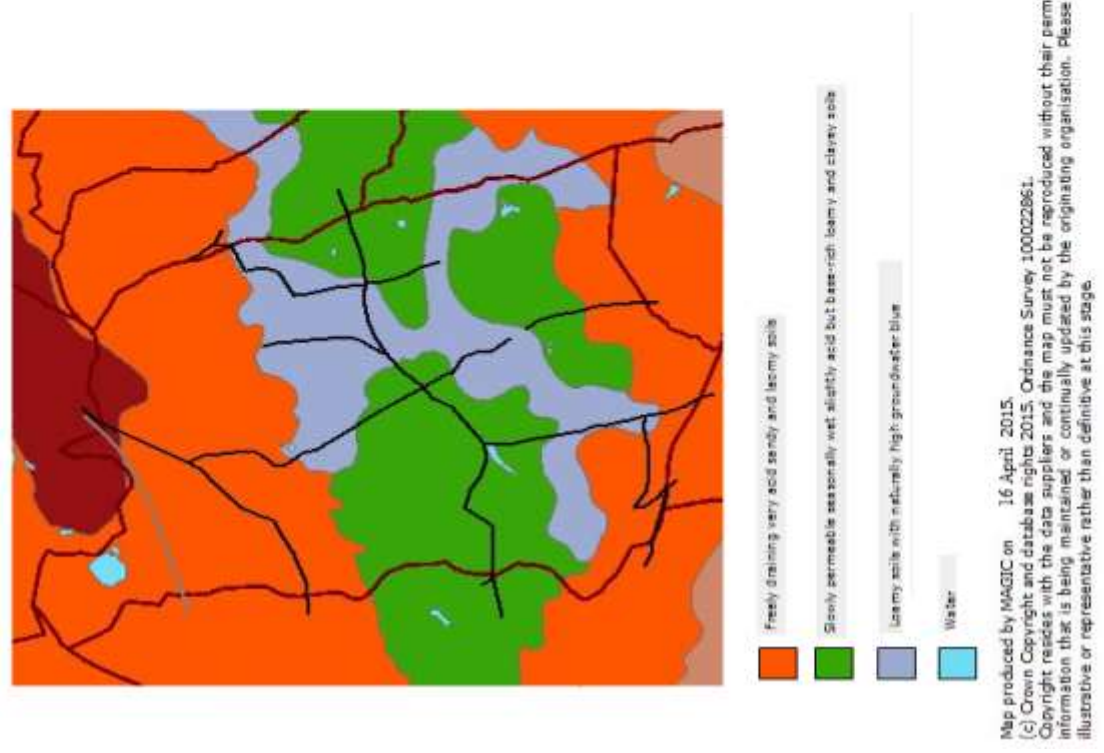 Freely draining very acid sandy and loamy soils
Slowly permeable seasonally wet slightly acid but base-rich loamy and clayey soils
Loamy soils with naturally high groundwater blue
Water
Map produced by MAGIC on 16 April 2015.
(c) Crown Copyright and database rights 2015. Ordnance Survey 100022861.
Copyright resides with the data suppliers and the map must not be reproduced without their perm
information that is being maintained or continually updated by the originating organisation. Please
illustrative or representative rather than definitive at this stage.